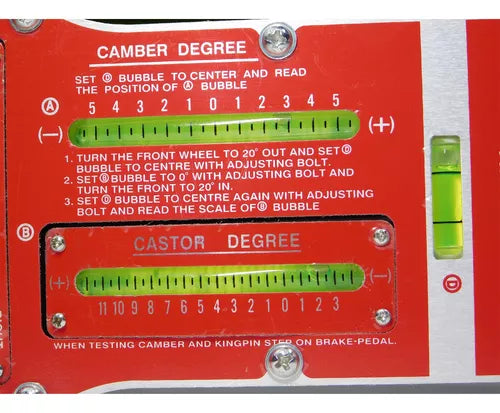 CAMBER DEGREE
SET Ⓓ BUBBLE TO CENTER AND READ
THE POSITION OF Ⓐ BUBBLE
Ⓐ 5 4 3 2 1 0 1 2 3 4 5
(−) (+)
1. TURN THE FRONT WHEEL TO 20° OUT AND SET Ⓓ
BUBBLE TO CENTRE WITH ADJUSTING BOLT.
2. SET Ⓑ BUBBLE TO 0° WITH ADJUSTING BOLT AND
TURN THE FRONT TO 20° IN.
3. SET Ⓓ BUBBLE TO CENTRE AGAIN WITH ADJUSTING
BOLT AND READ THE SCALE OF Ⓑ BUBBLE
Ⓑ
CASTOR DEGREE
(+) (−)
11 10 9 8 7 6 5 4 3 2 1 0 1 2 3
Ⓓ
WHEN TESTING CAMBER AND KINGPIN STEP ON BRAKE-PEDAL.